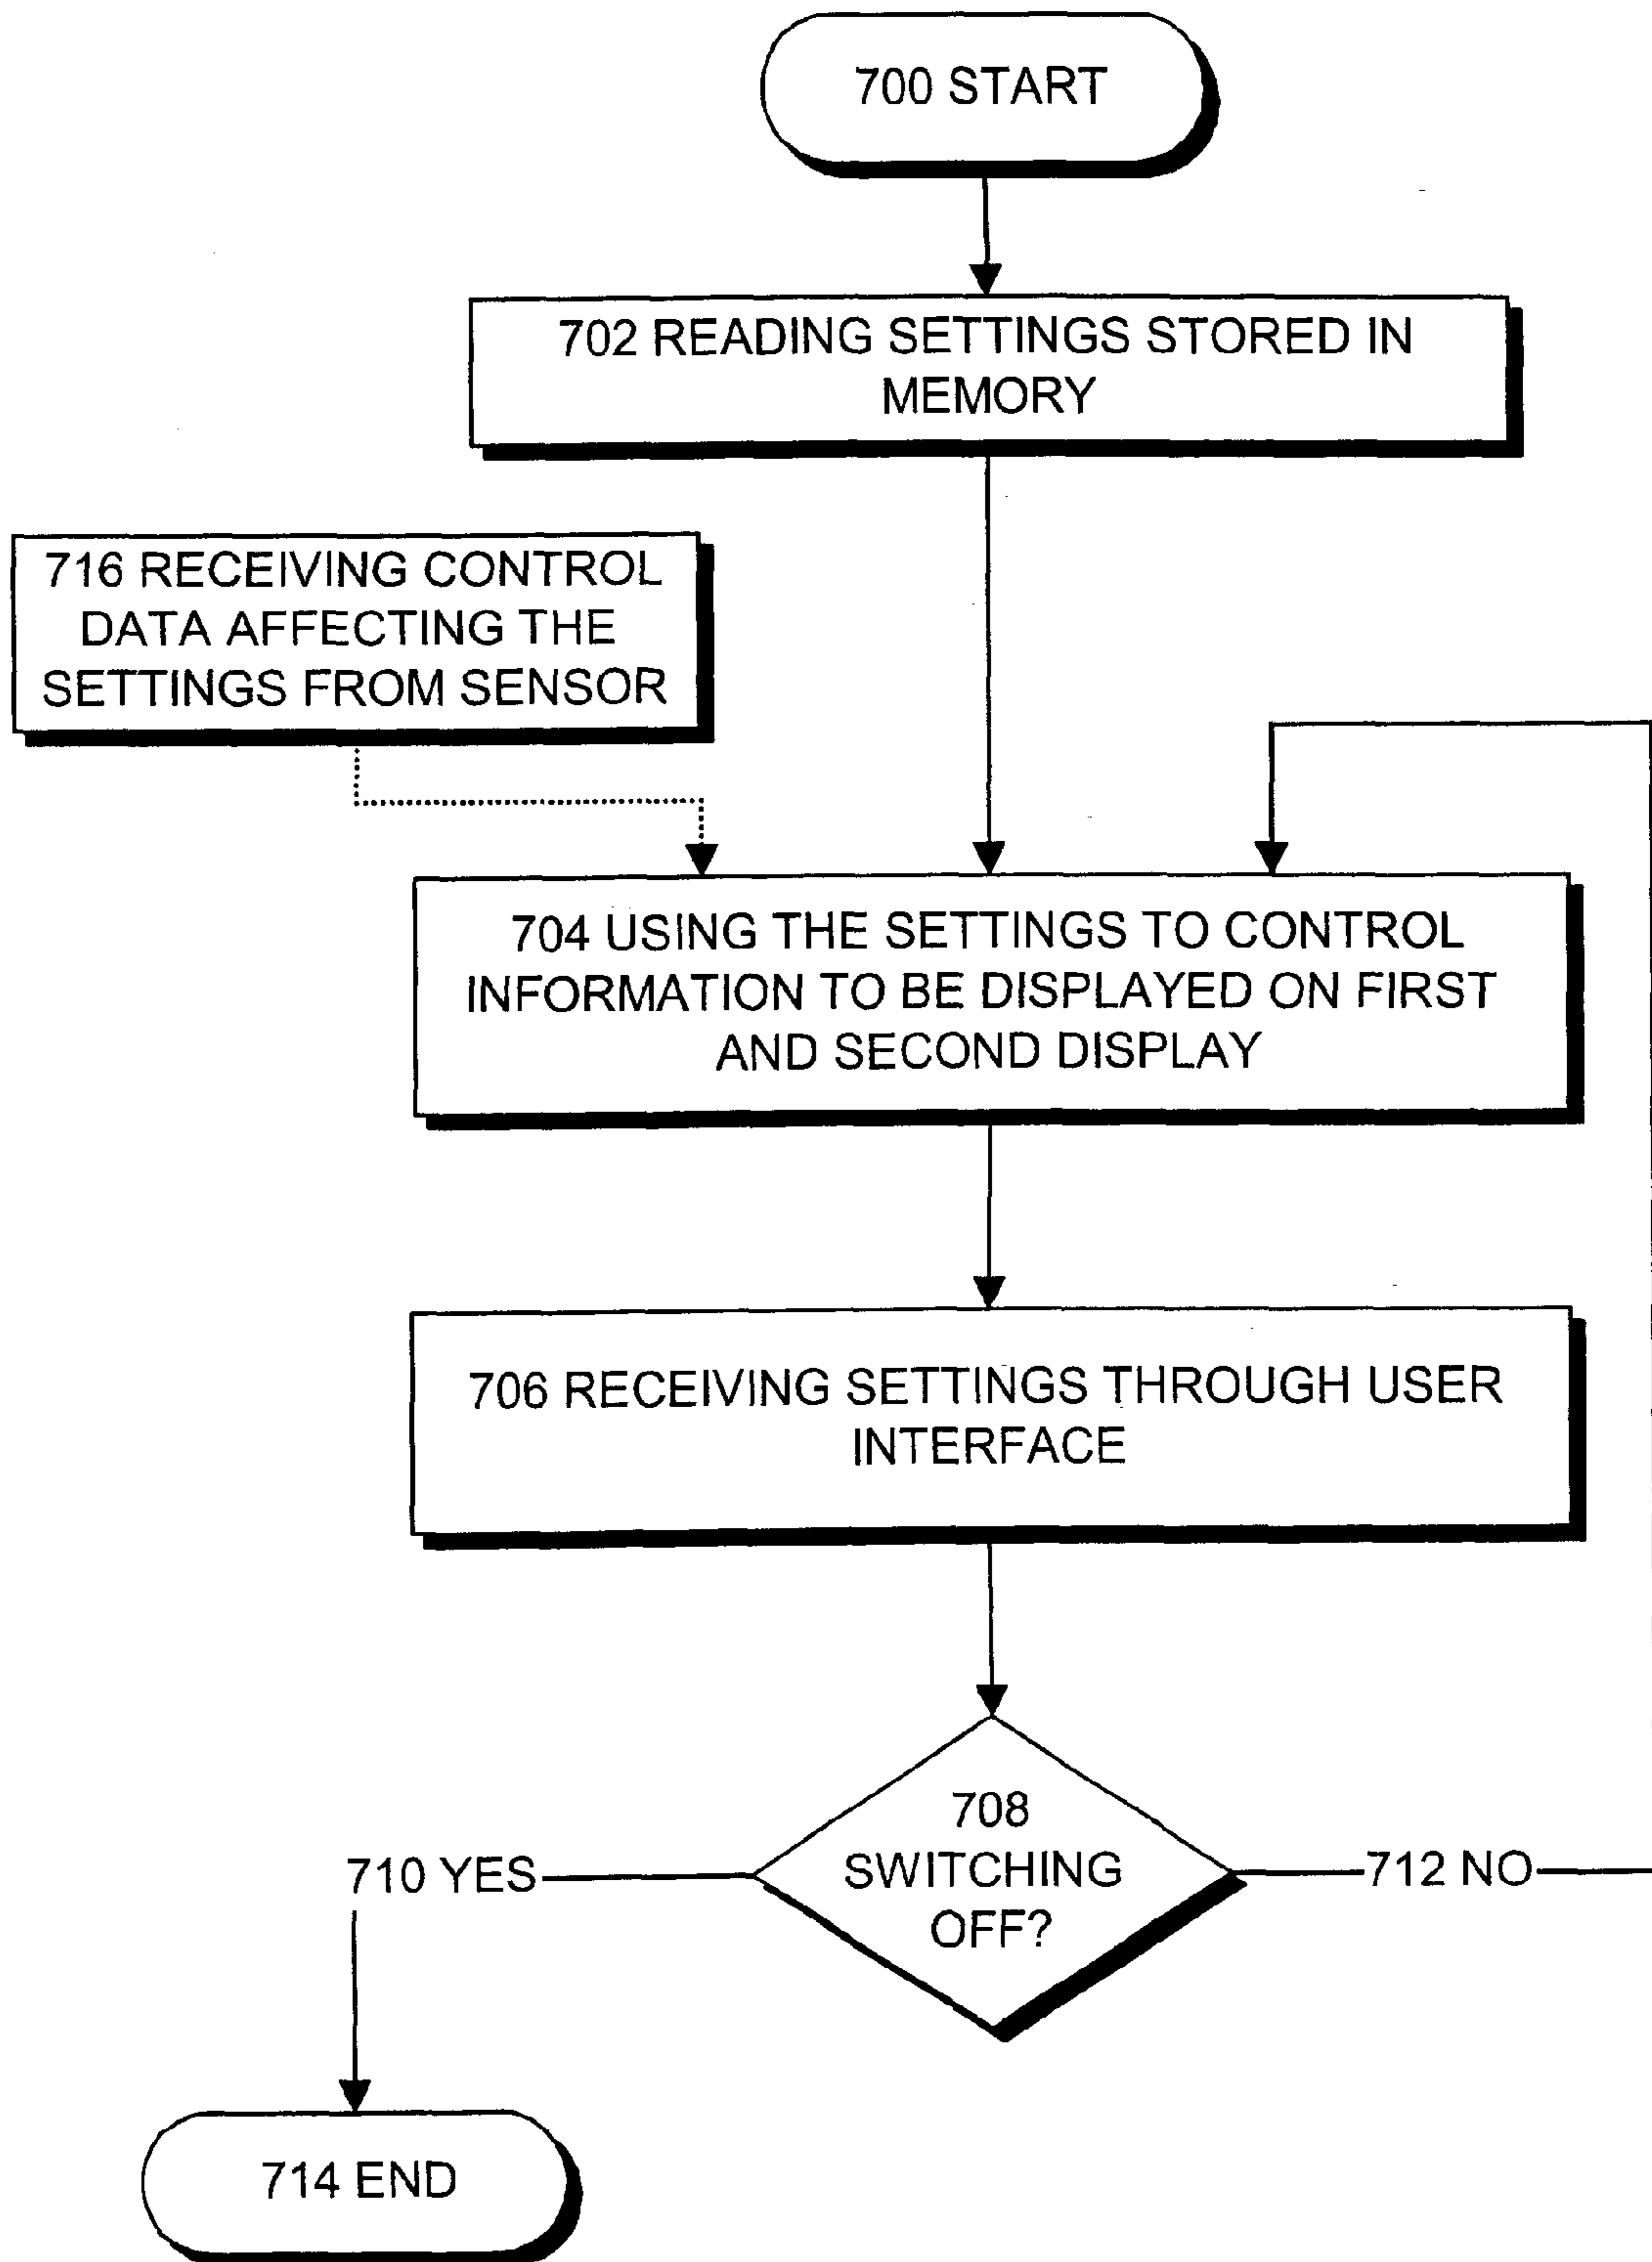 700 START
702 READING SETTINGS STORED IN
MEMORY
716 RECEIVING CONTROL
DATA AFFECTING THE
SETTINGS FROM SENSOR
704 USING THE SETTINGS TO CONTROL
INFORMATION TO BE DISPLAYED ON FIRST
AND SECOND DISPLAY
706 RECEIVING SETTINGS THROUGH USER
INTERFACE
708
SWITCHING
OFF?
710 YES
712 NO
714 END